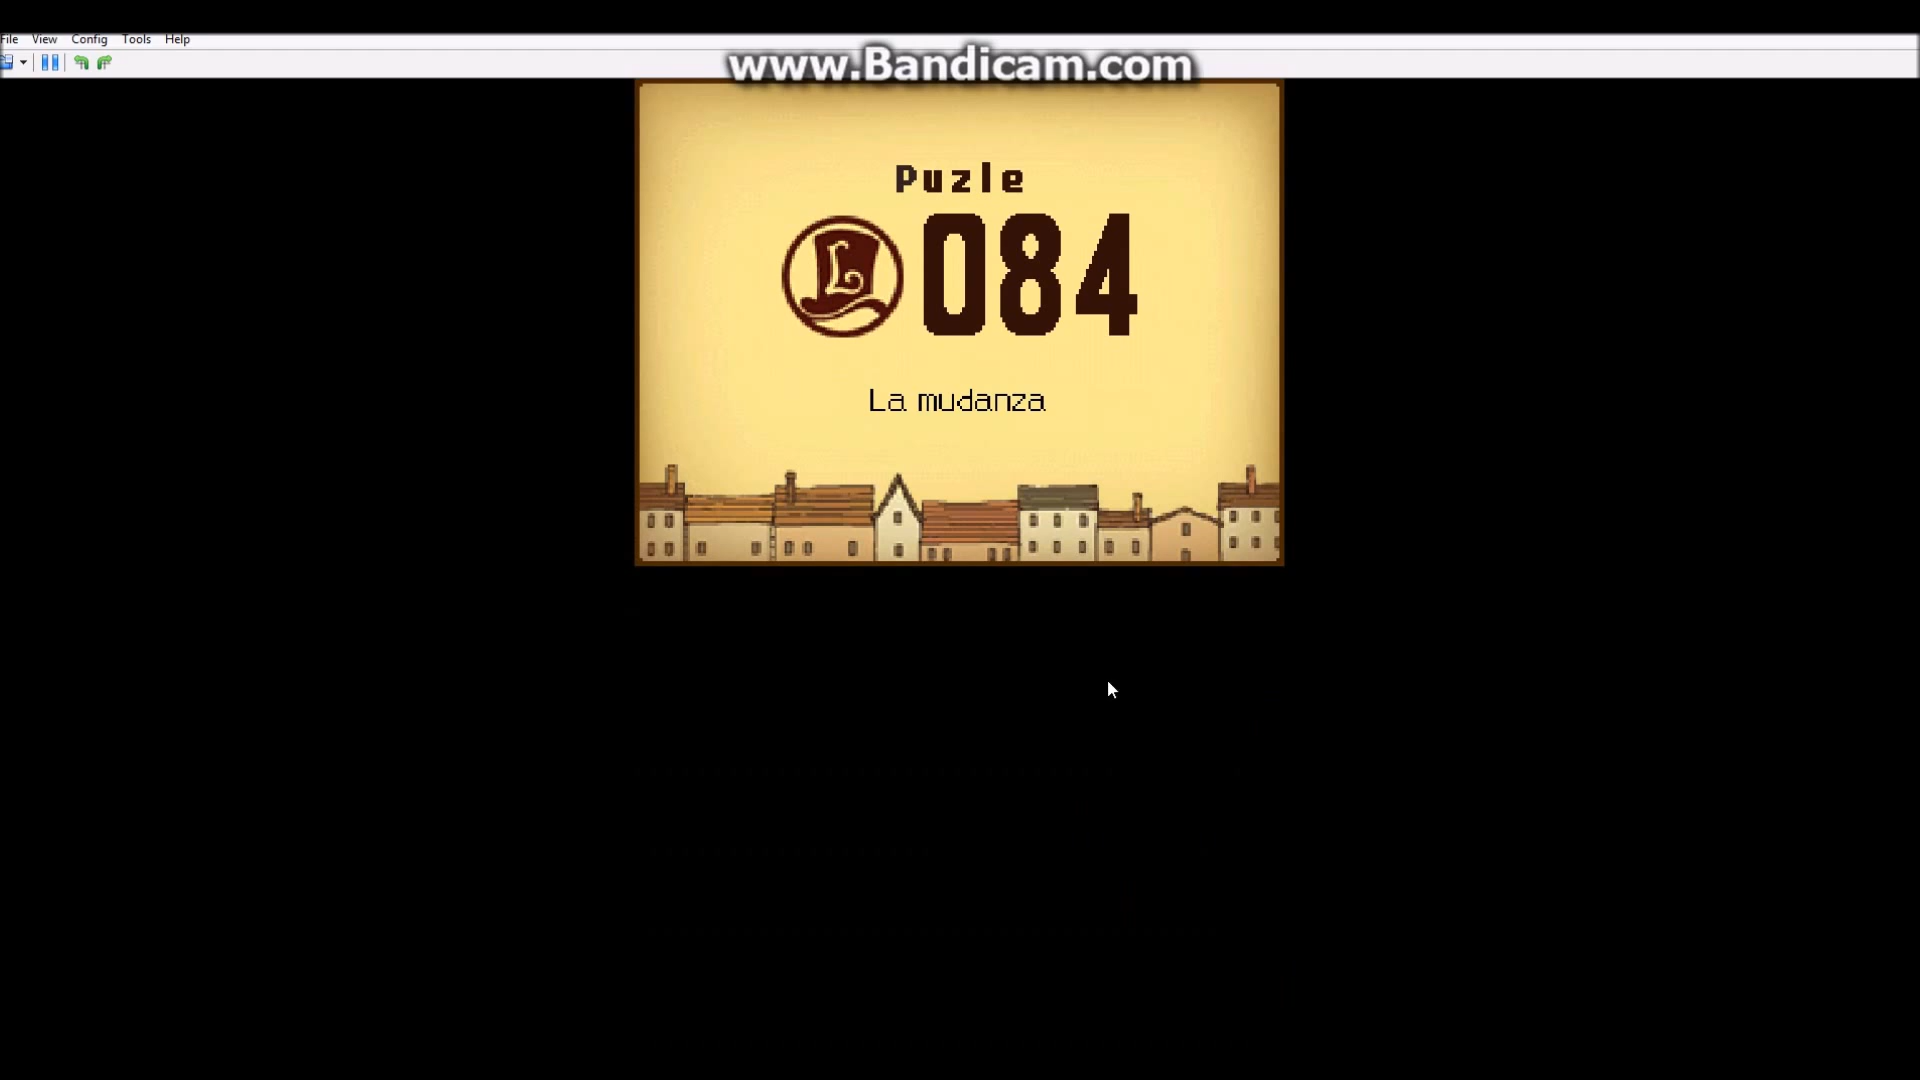 File View Config Tools Help
www.Bandicam.com
Puzle
L 084
La mudanza